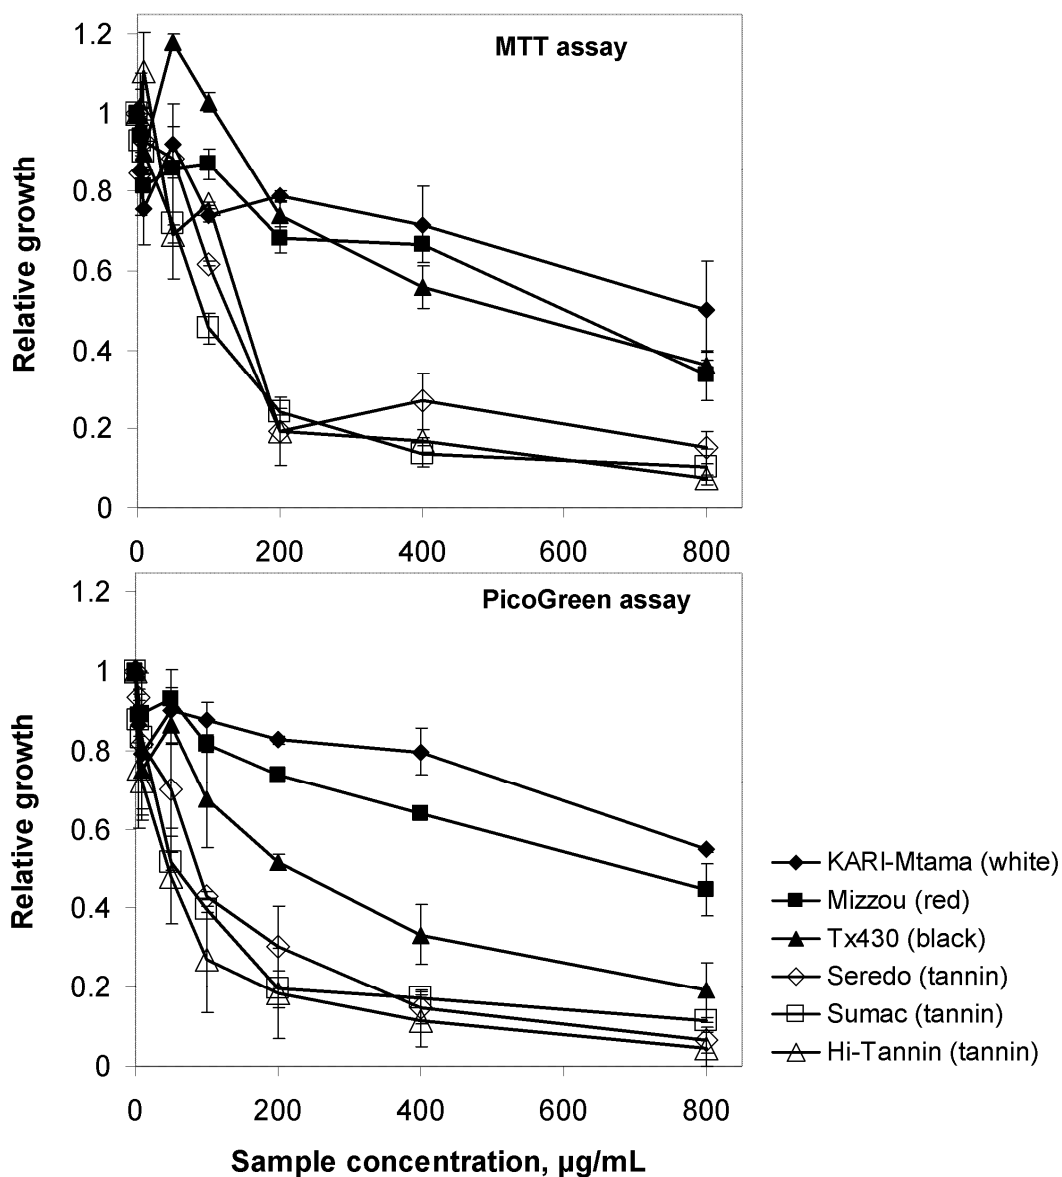 MTT assay
Relative growth
1.2
1
0.8
0.6
0.4
0.2
0
0 200 400 600 800
PicoGreen assay
Relative growth
1.2
1
0.8
0.6
0.4
0.2
0
0 200 400 600 800
Sample concentration, µg/mL
KARI-Mtama (white)
Mizzou (red)
Tx430 (black)
Seredo (tannin)
Sumac (tannin)
Hi-Tannin (tannin)